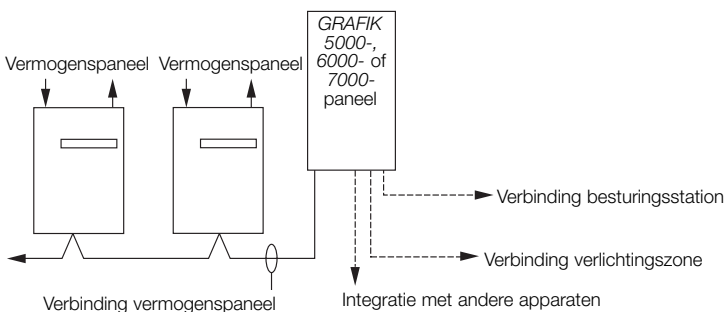 GRAFIK
5000-,
6000- of
7000-
paneel
Vermogenspaneel
Vermogenspaneel
Verbinding besturingsstation
Verbinding verlichtingszone
Verbinding vermogenspaneel
Integratie met andere apparaten